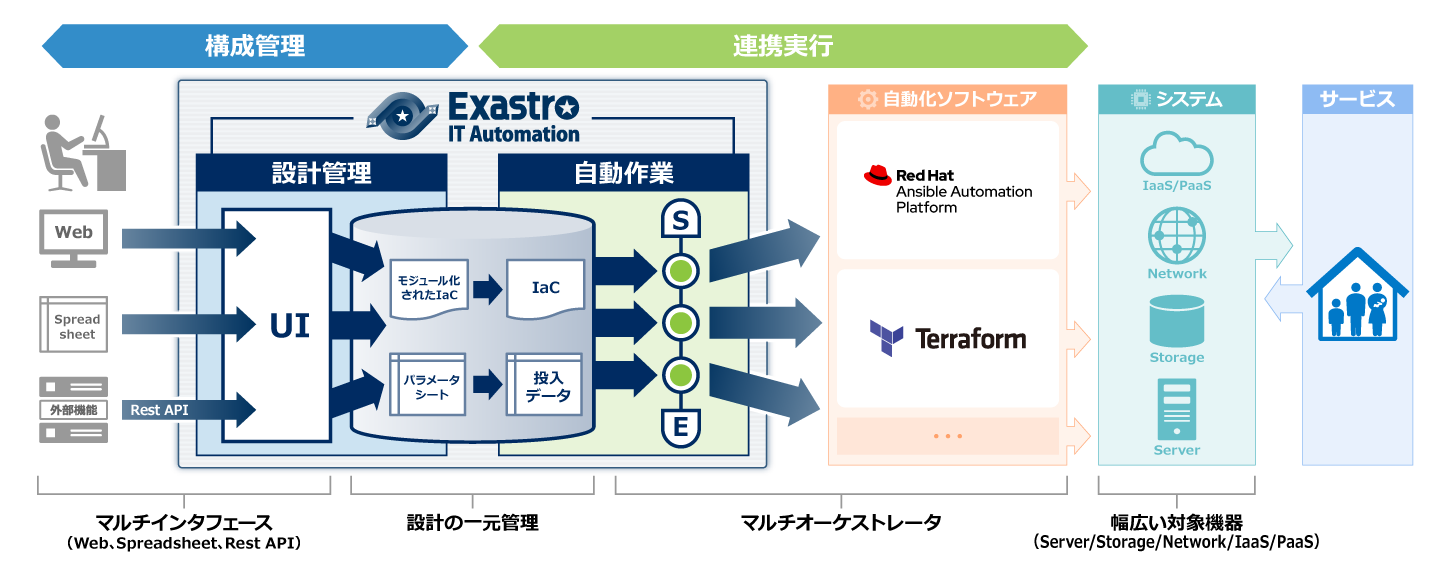 構成管理
連携実行
Exastro
IT Automation
設計管理
自動作業
Web
Spread
sheet
外部機能
Rest API
UI
モジュール化
されたIaC
IaC
パラメータ
シート
投入
データ
S
E
自動化ソフトウェア
Red Hat
Ansible Automation
Platform
Terraform
...
システム
IaaS/PaaS
Network
Storage
Server
サービス
マルチインタフェース
（Web、Spreadsheet、Rest API）
設計の一元管理
マルチオーケストレータ
幅広い対象機器
（Server/Storage/Network/IaaS/PaaS）